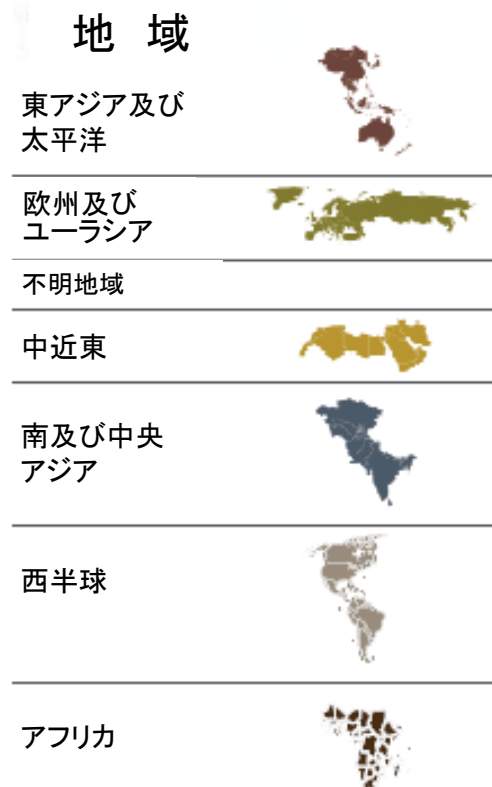 地 域
東アジア及び
太平洋
欧州及び
ユーラシア
不明地域
中近東
南及び中央
アジア
西半球
アフリカ